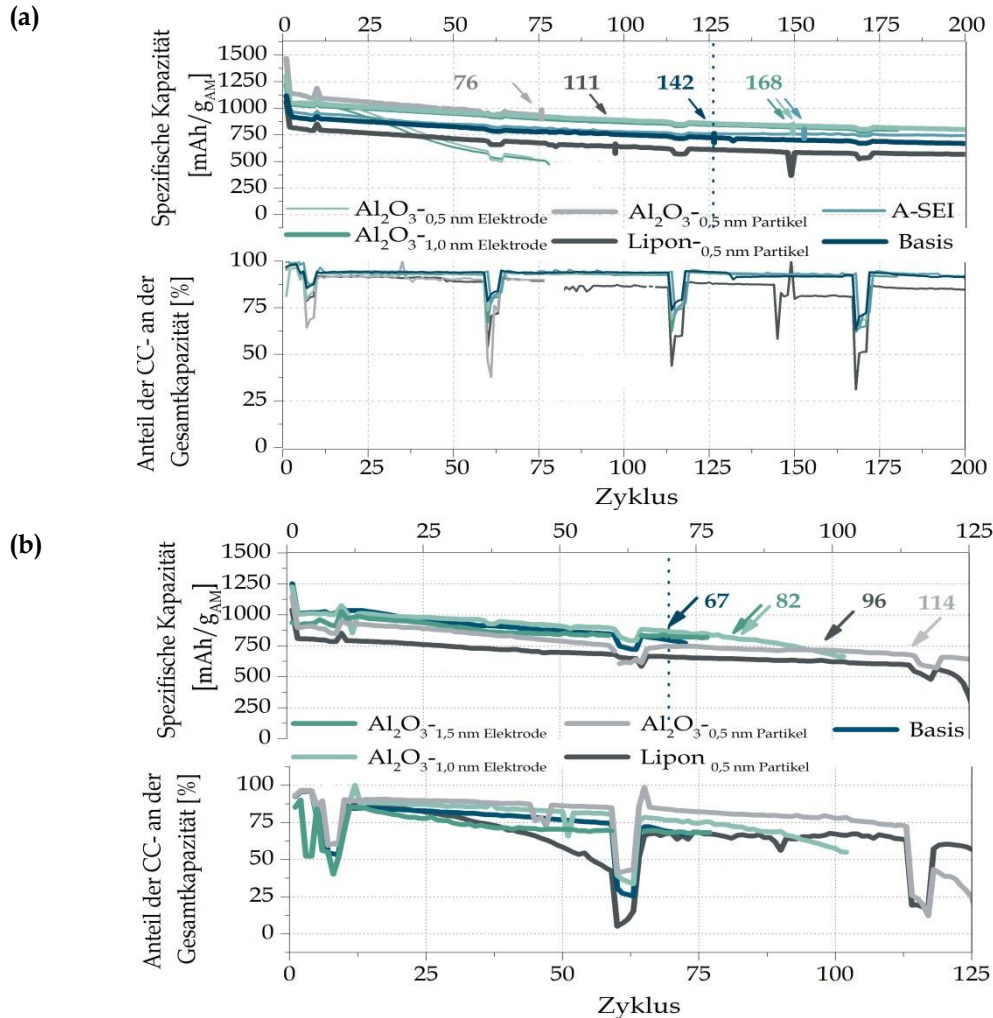 (a)
0 25 50 75 100 125 150 175 200
Spezifische Kapazität
[mAh/g_AM]
1500
1250
1000
750
500
250
0
76 111 142 168
Al₂O₃-0,5 nm Elektrode Al₂O₃-0,5 nm Partikel A-SEI
Al₂O₃-1,0 nm Elektrode Lipon-0,5 nm Partikel Basis
Anteil der CC- an der
Gesamtkapazität [%]
100
75
50
25
0
0 25 50 75 100 125 150 175 200
Zyklus
(b)
0 25 50 75 100 125
Spezifische Kapazität
[mAh/g_AM]
1500
1250
1000
750
500
250
0
67 82 96 114
Al₂O₃-1,5 nm Elektrode Al₂O₃-0,5 nm Partikel Basis
Al₂O₃-1,0 nm Elektrode Lipon 0,5 nm Partikel
Anteil der CC- an der
Gesamtkapazität [%]
100
75
50
25
0
0 25 50 75 100 125
Zyklus